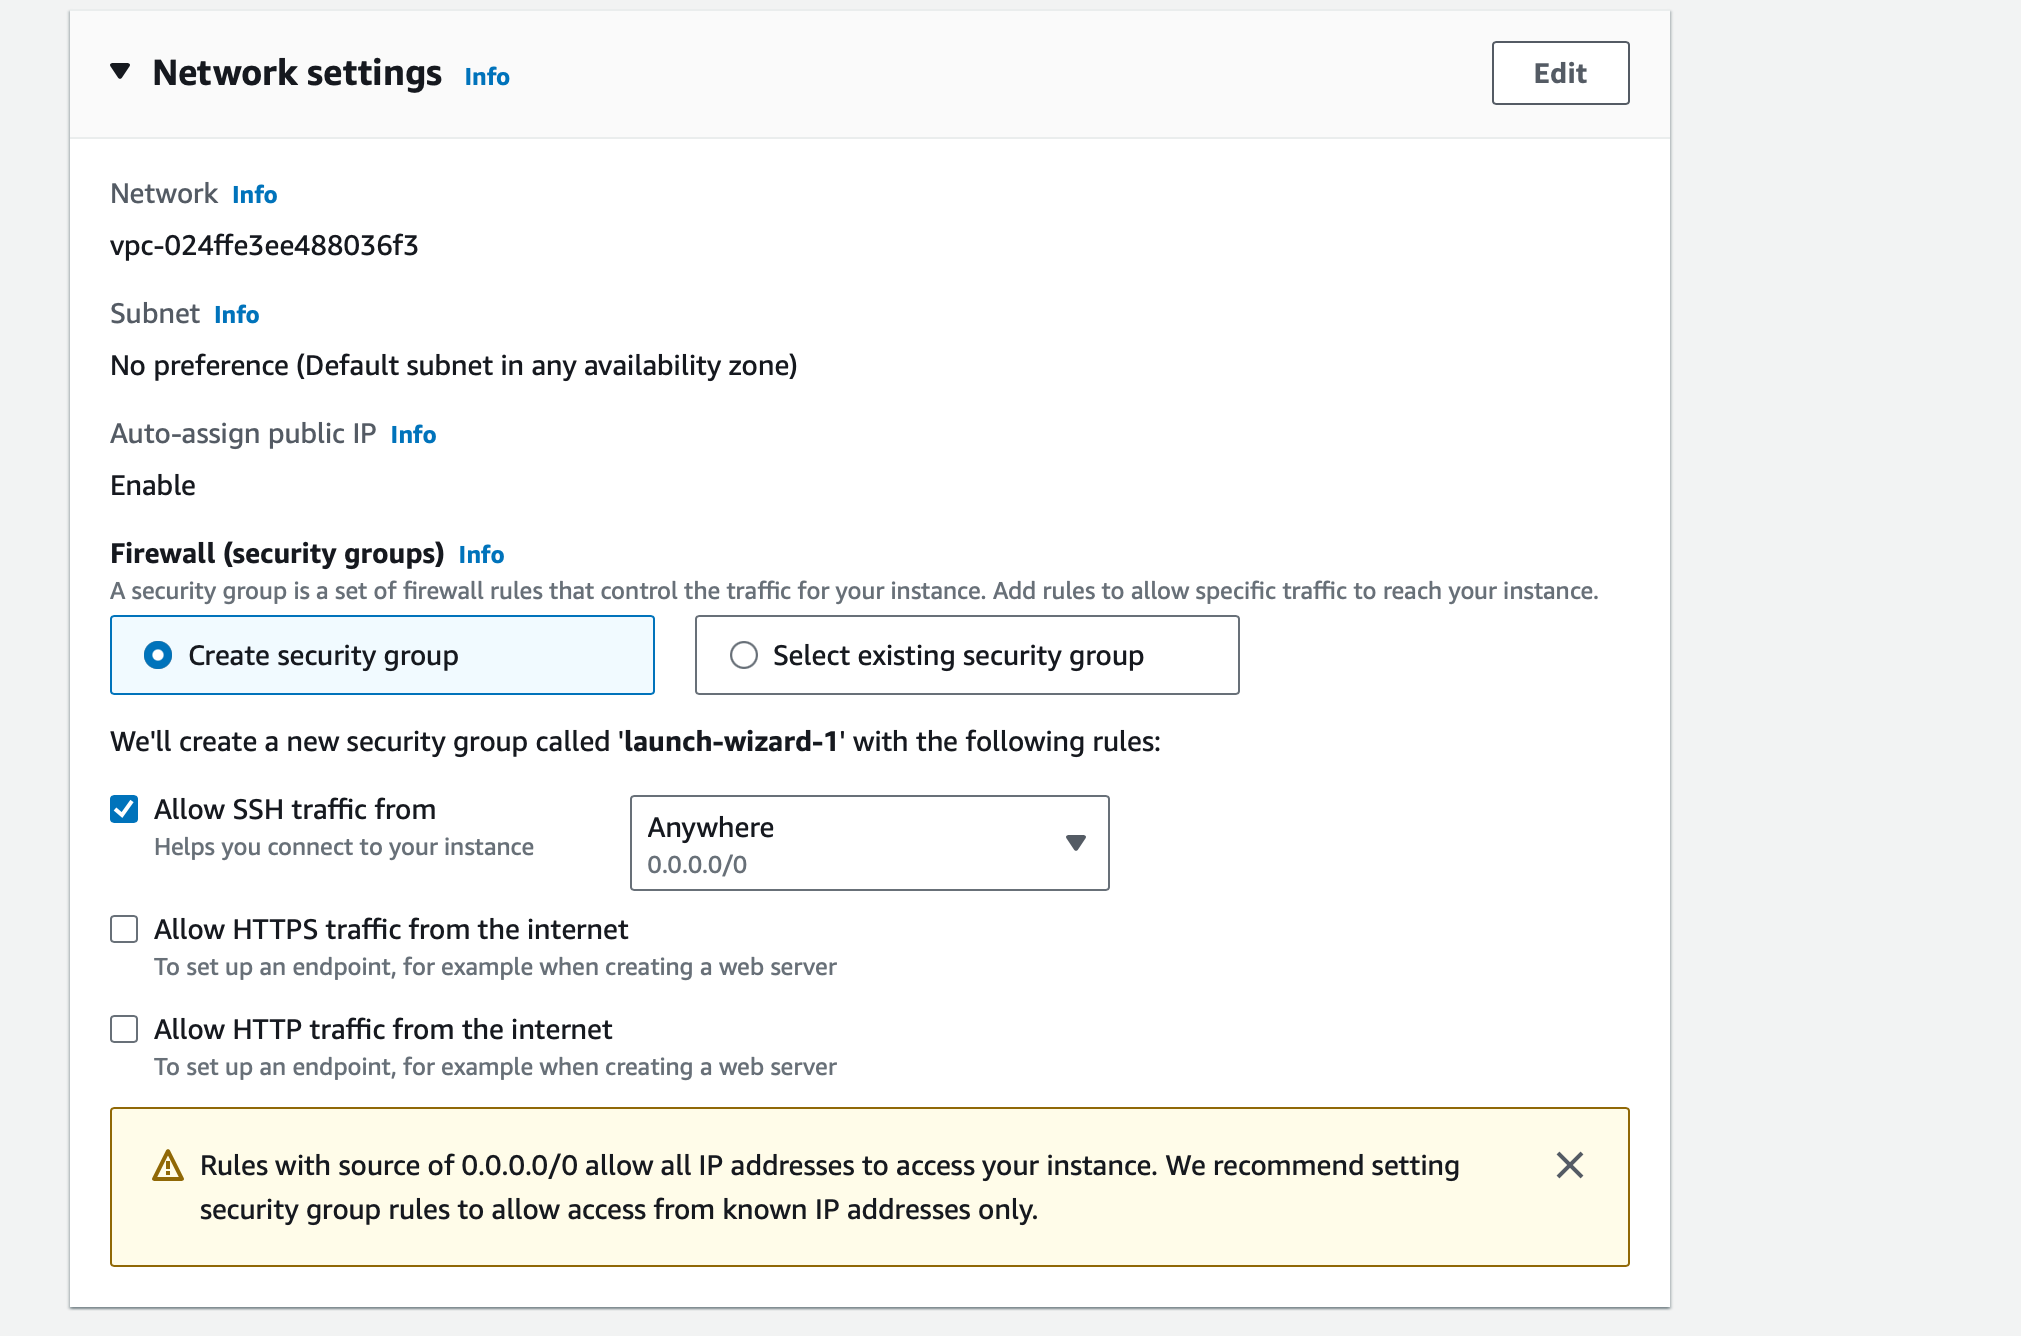 Network settings Info
Edit
Network Info
vpc-024ffe3ee488036f3
Subnet Info
No preference (Default subnet in any availability zone)
Auto-assign public IP Info
Enable
Firewall (security groups) Info
A security group is a set of firewall rules that control the traffic for your instance. Add rules to allow specific traffic to reach your instance.
Create security group
Select existing security group
We'll create a new security group called 'launch-wizard-1' with the following rules:
Allow SSH traffic from
Helps you connect to your instance
Anywhere
0.0.0.0/0
Allow HTTPS traffic from the internet
To set up an endpoint, for example when creating a web server
Allow HTTP traffic from the internet
To set up an endpoint, for example when creating a web server
Rules with source of 0.0.0.0/0 allow all IP addresses to access your instance. We recommend setting
security group rules to allow access from known IP addresses only.